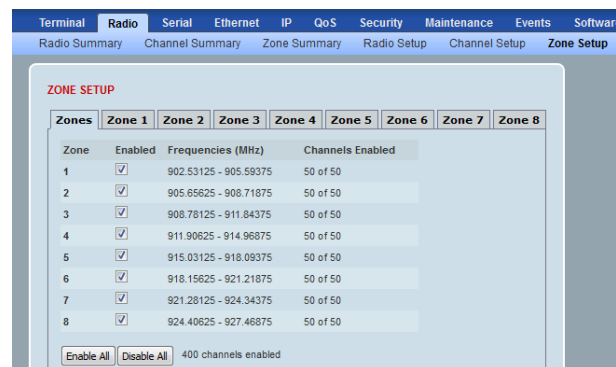 Terminal Radio Serial Ethernet IP QoS Security Maintenance Events Softwar
Radio Summary Channel Summary Zone Summary Radio Setup Channel Setup Zone Setup
ZONE SETUP
Zones Zone 1 Zone 2 Zone 3 Zone 4 Zone 5 Zone 6 Zone 7 Zone 8
Zone Enabled Frequencies (MHz) Channels Enabled
1 902.53125 - 905.59375 50 of 50
2 905.65625 - 908.71875 50 of 50
3 908.78125 - 911.84375 50 of 50
4 911.90625 - 914.96875 50 of 50
5 915.03125 - 918.09375 50 of 50
6 918.15625 - 921.21875 50 of 50
7 921.28125 - 924.34375 50 of 50
8 924.40625 - 927.46875 50 of 50
Enable All Disable All 400 channels enabled